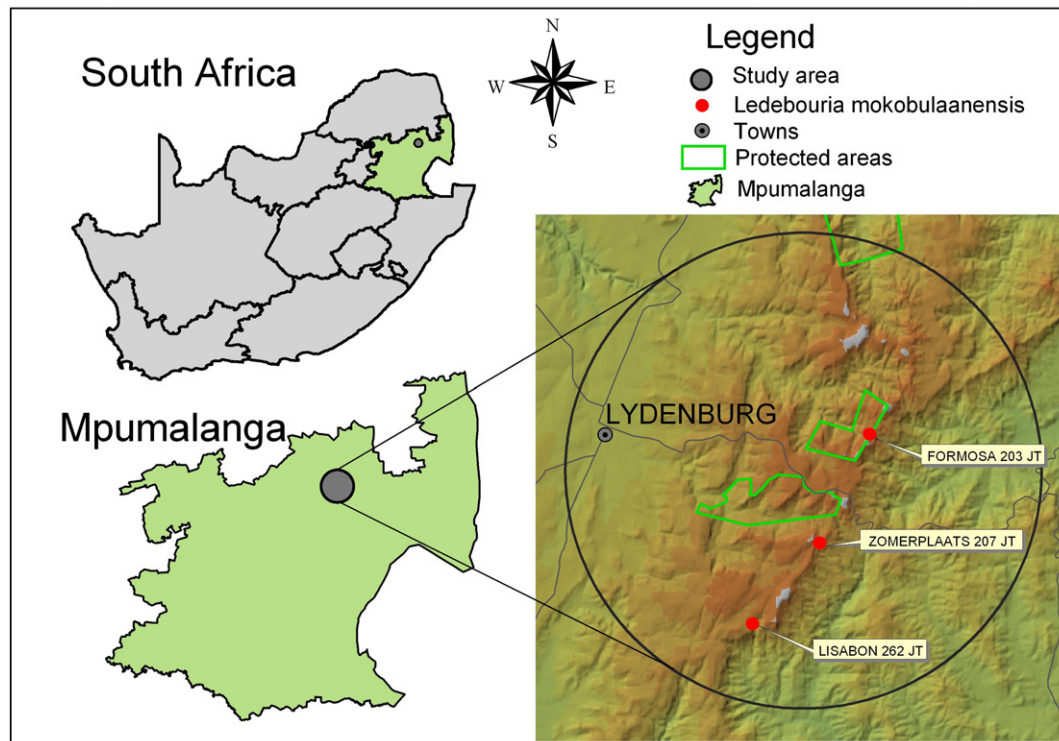 South Africa
N
W
E
S
Legend
Study area
Ledebouria mokobulaanensis
Towns
Protected areas
Mpumalanga
Mpumalanga
LYDENBURG
FORMOSA 203 JT
ZOMERPLAATS 207 JT
LISABON 262 JT